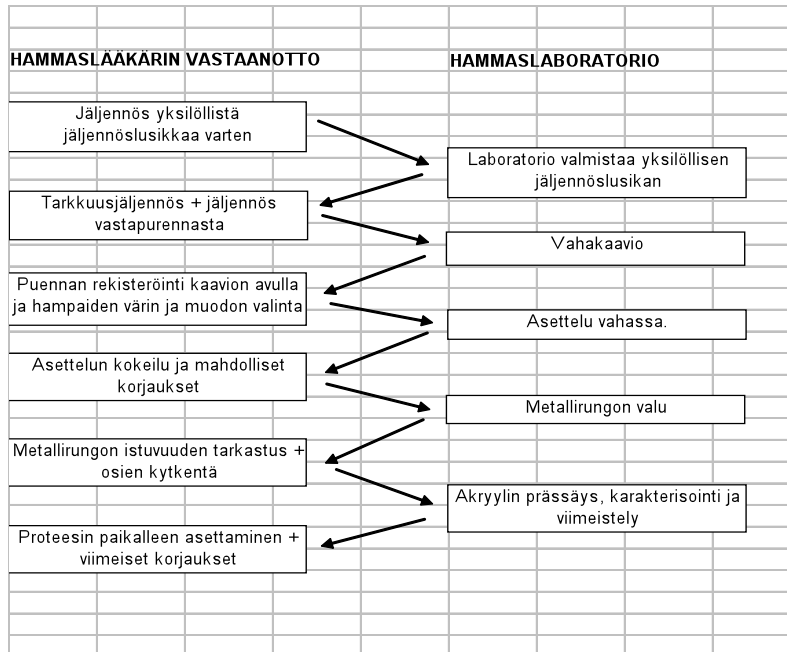 HAMMASLÄÄKÄRIN VASTAANOTTO
HAMMASLABORATORIO
Jäljennös yksilöllistä
jäljennöslusikkaa varten
Laboratorio valmistaa yksilöllisen
jäljennöslusikan
Tarkkuusjäljennös + jäljennös
vastapurennasta
Vahakaavio
Puennan rekisteröinti kaavion avulla
ja hampaiden värin ja muodon valinta
Asettelu vahassa.
Asettelun kokeilu ja mahdolliset
korjaukset
Metallirungon valu
Metallirungon istuvuuden tarkastus +
osien kytkentä
Akryylin prässäys, karakterisointi ja
viimeistely
Proteesin paikalleen asettaminen +
viimeiset korjaukset